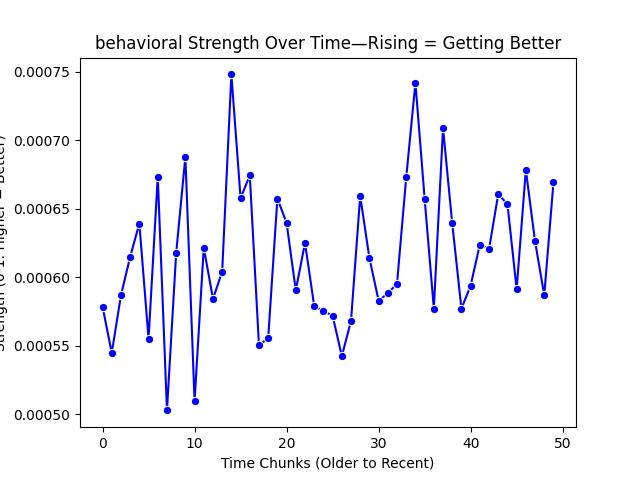 behavioral Strength Over Time—Rising = Getting Better
0.00075
0.00070
0.00065
0.00060
0.00055
0.00050
Strength (0-1: Higher = Better)
0 10 20 30 40 50
Time Chunks (Older to Recent)